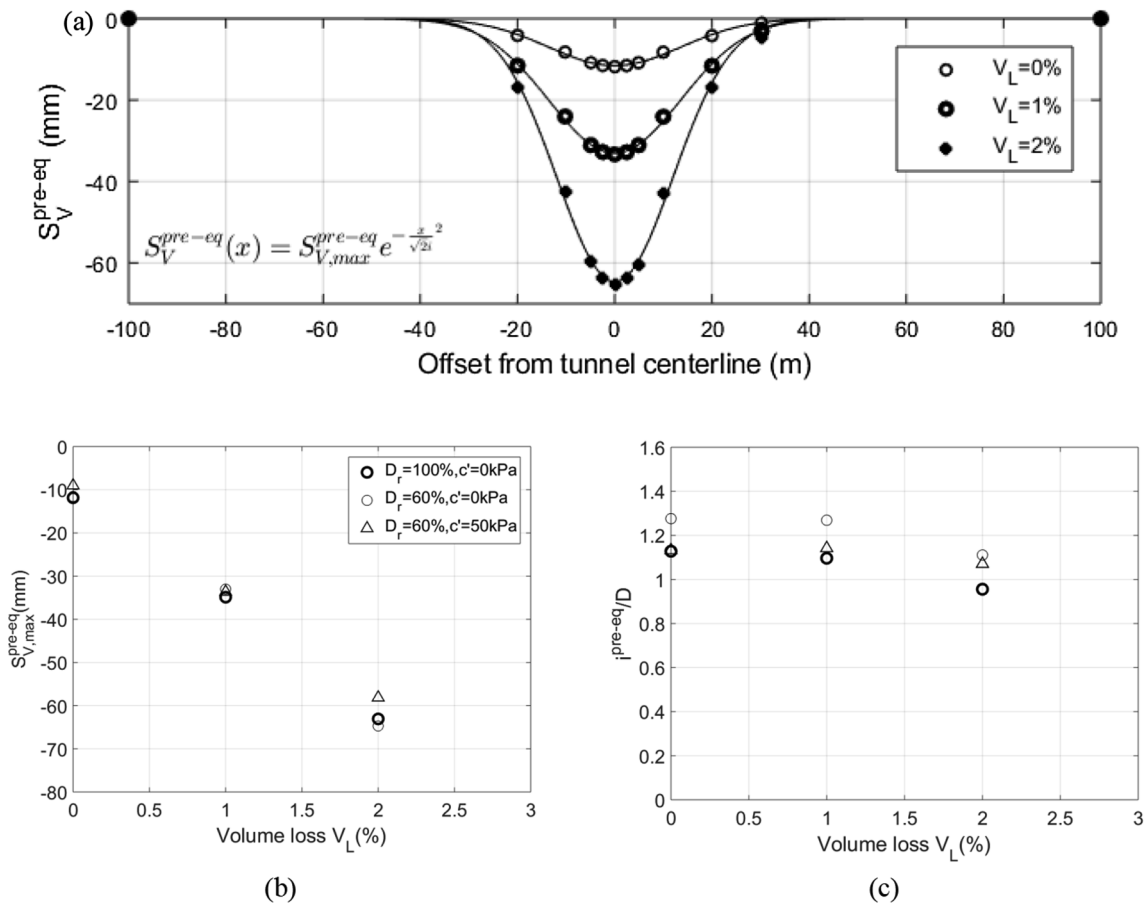 (a)
0
-20
-40
-60
S_V^pre-eq (mm)
V_L=0%
V_L=1%
V_L=2%
S_V^{pre-eq}(x) = S_{V,max}^{pre-eq} e^{-\frac{x}{\sqrt{2}i}^2}
-100 -80 -60 -40 -20 0 20 40 60 80 100
Offset from tunnel centerline (m)
0
-10
-20
-30
-40
-50
-60
-70
-80
S_{V,max}^{pre-eq}(mm)
D_r=100%,c'=0kPa
D_r=60%,c'=0kPa
D_r=60%,c'=50kPa
0 0.5 1 1.5 2 2.5 3
Volume loss V_L(%)
(b)
1.6
1.4
1.2
1
0.8
0.6
0.4
0.2
0
i^{pre-eq}/D
0 0.5 1 1.5 2 2.5 3
Volume loss V_L(%)
(c)